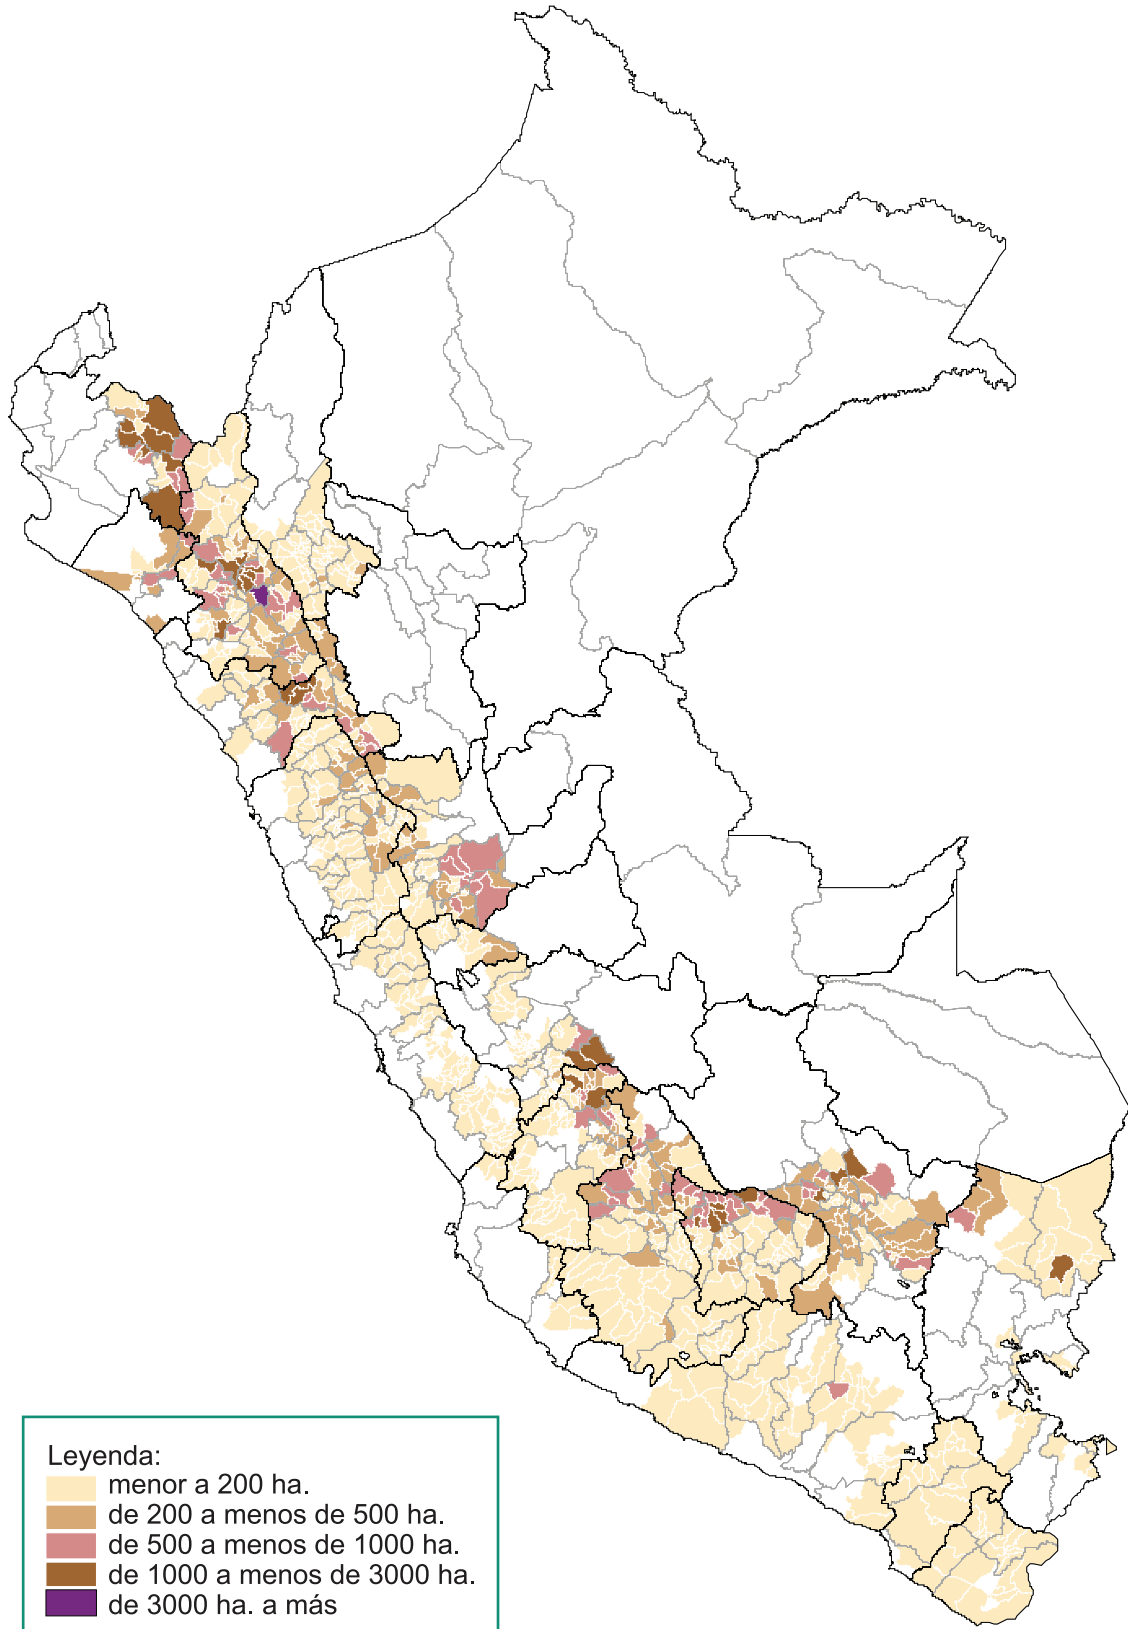 Leyenda:
menor a 200 ha.
de 200 a menos de 500 ha.
de 500 a menos de 1000 ha.
de 1000 a menos de 3000 ha.
de 3000 ha. a más